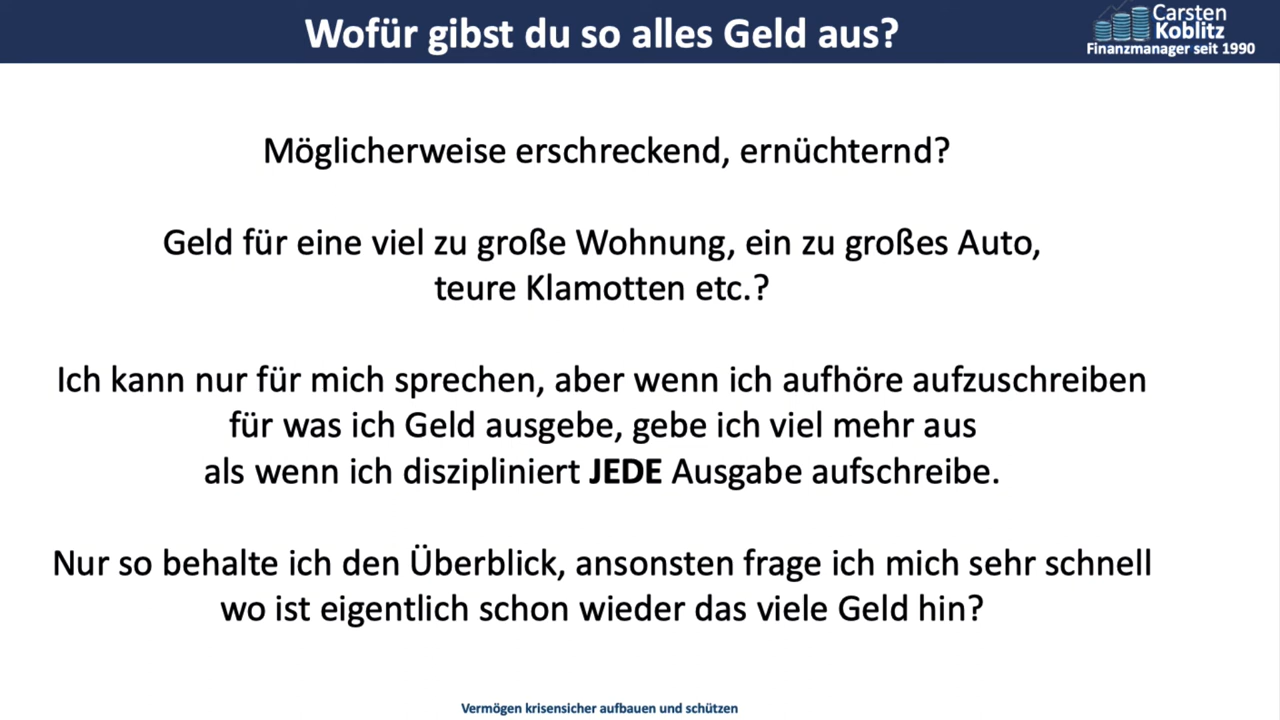 Wofür gibst du so alles Geld aus?
Carsten
Koblitz
Finanzmanager seit 1990
Möglicherweise erschreckend, ernüchternd?
Geld für eine viel zu große Wohnung, ein zu großes Auto,
teure Klamotten etc.?
Ich kann nur für mich sprechen, aber wenn ich aufhöre aufzuschreiben
für was ich Geld ausgebe, gebe ich viel mehr aus
als wenn ich diszipliniert JEDE Ausgabe aufschreibe.
Nur so behalte ich den Überblick, ansonsten frage ich mich sehr schnell
wo ist eigentlich schon wieder das viele Geld hin?
Vermögen krisensicher aufbauen und schützen